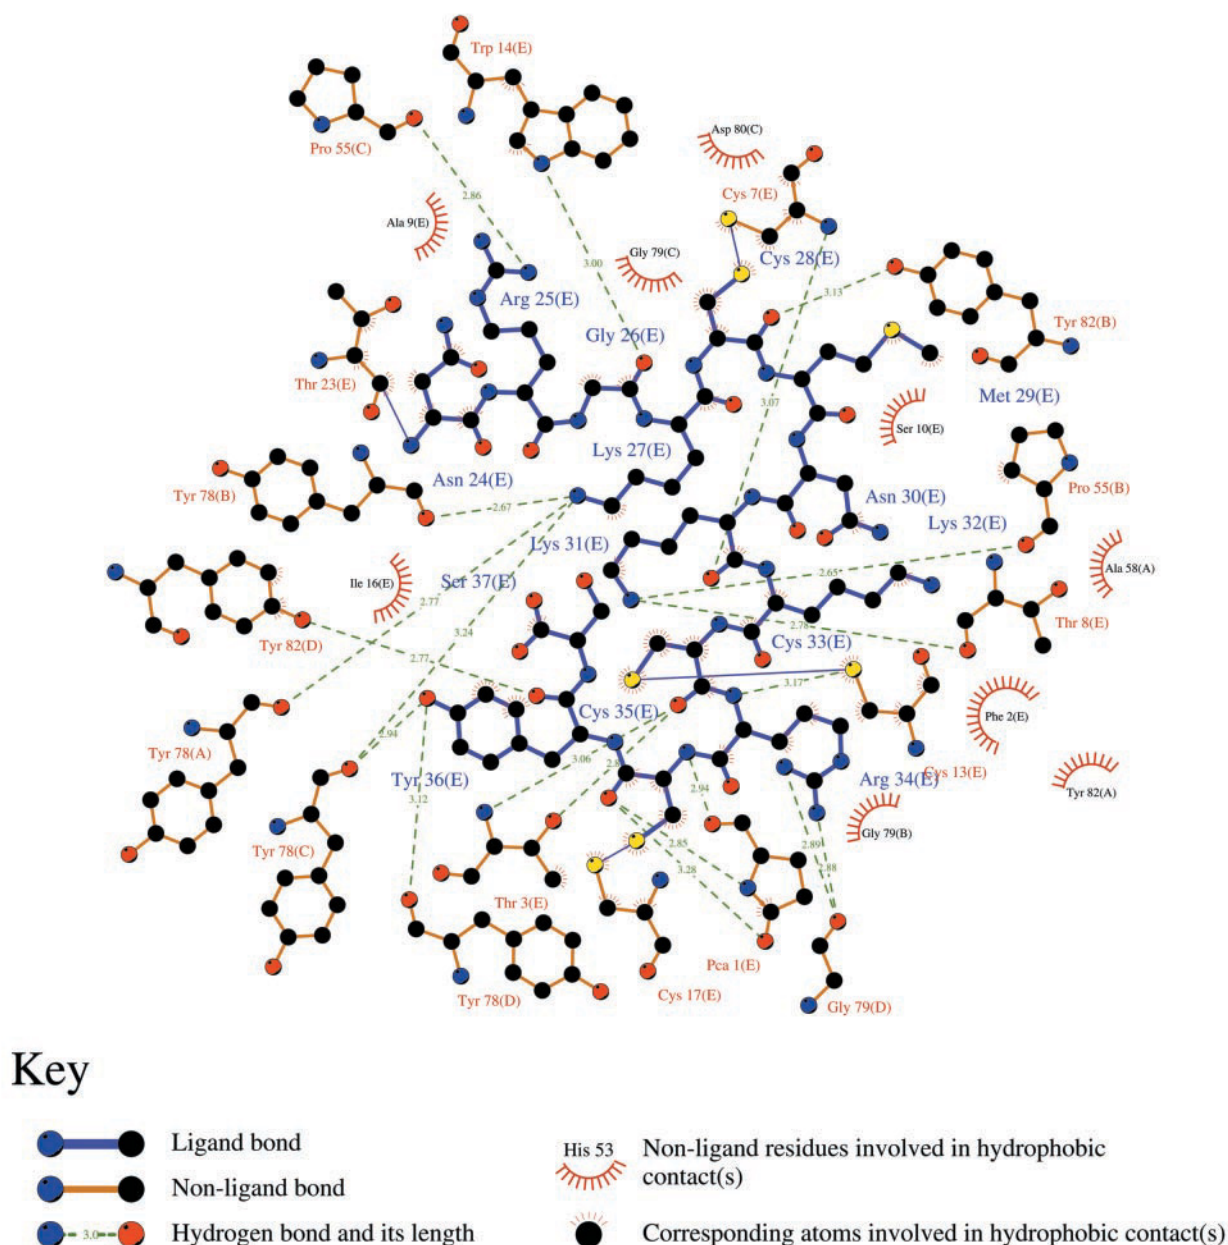 Trp 14(E)
Pro 55(C)
Asp 80(C)
Cys 7(E)
2.86
Ala 9(E)
Gly 79(C)
Cys 28(E)
3.00
3.13
Arg 25(E)
Gly 26(E)
Tyr 82(B)
Thr 23(E)
3.07
Met 29(E)
Ser 10(E)
Lys 27(E)
Asn 24(E)
Tyr 78(B)
Pro 55(B)
Asn 30(E)
2.67
Lys 32(E)
Lys 31(E)
Ala 58(A)
Ile 16(E)
Ser 37(E)
2.65
2.77
Thr 8(E)
2.78
Tyr 82(D)
3.24
Cys 33(E)
2.77
3.17
Cys 35(E)
Phe 2(E)
Tyr 78(A)
2.94
3.06
Tyr 36(E)
Arg 34(E)
Cys 13(E)
Tyr 82(A)
2.94
3.12
Gly 79(B)
Tyr 78(C)
2.85
2.89
3.28
2.88
Thr 3(E)
Pca 1(E)
Tyr 78(D)
Cys 17(E)
Gly 79(D)
Key
Ligand bond
Non-ligand bond
3.0
Hydrogen bond and its length
His 53
Non-ligand residues involved in hydrophobic
contact(s)
Corresponding atoms involved in hydrophobic contact(s)